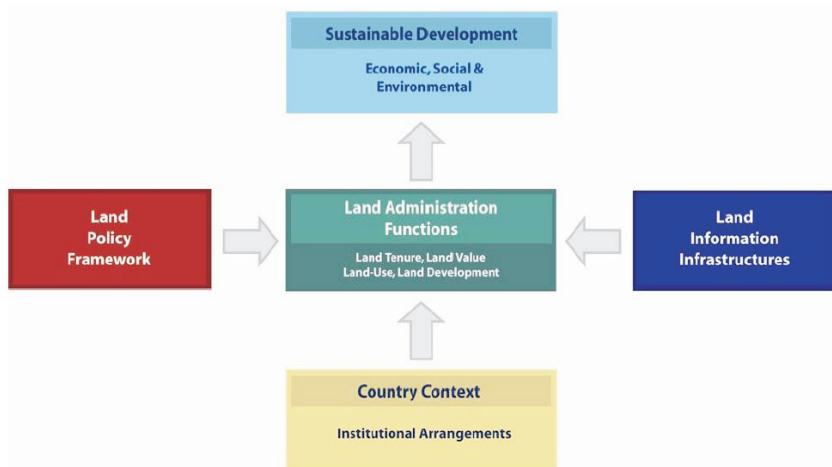 Sustainable Development
Economic, Social &
Environmental
Land
Policy
Framework
Land Administration
Functions
Land Tenure, Land Value
Land-Use, Land Development
Land
Information
Infrastructures
Country Context
Institutional Arrangements